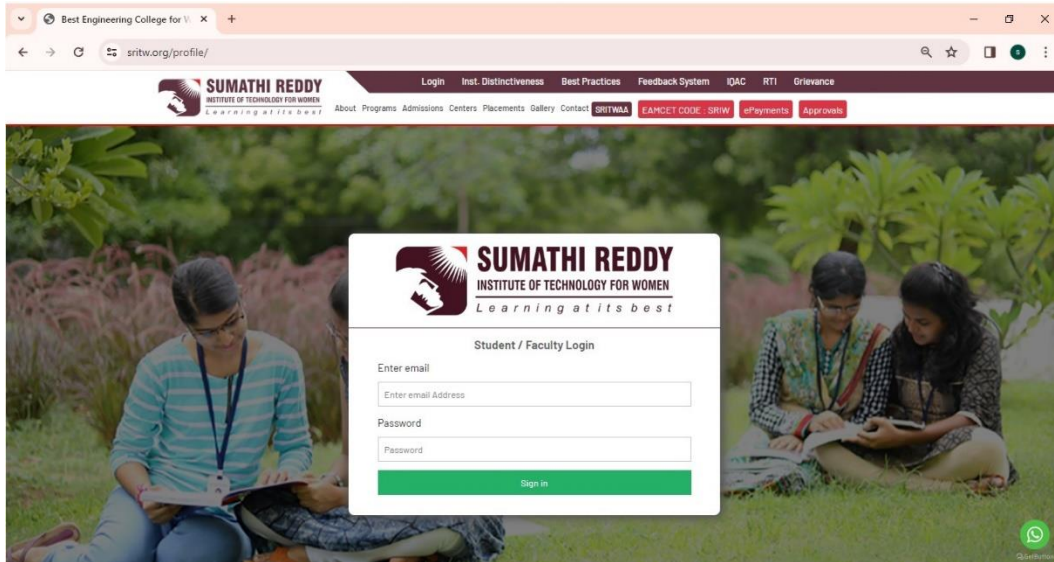 Best Engineering College for W
sritw.org/profile/
SUMATHI REDDY
INSTITUTE OF TECHNOLOGY FOR WOMEN
Learning at its best
Login Inst. Distinctiveness Best Practices Feedback System IQAC RTI Grievance
About Programs Admissions Centers Placements Gallery Contact SRITWAA EAMCET CODE : SRIW ePayments Approvals
SUMATHI REDDY
INSTITUTE OF TECHNOLOGY FOR WOMEN
Learning at its best
Student / Faculty Login
Enter email
Enter email Address
Password
Password
Sign in
GetButton